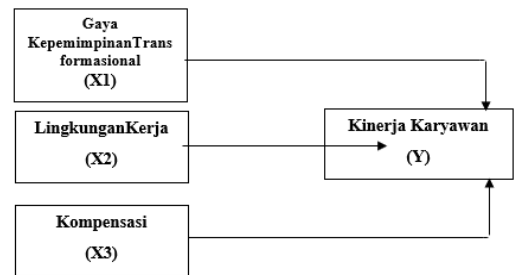 Gaya
KepemimpinanTrans
formasional
(X1)
LingkunganKerja
(X2)
Kinerja Karyawan
(Y)
Kompensasi
(X3)